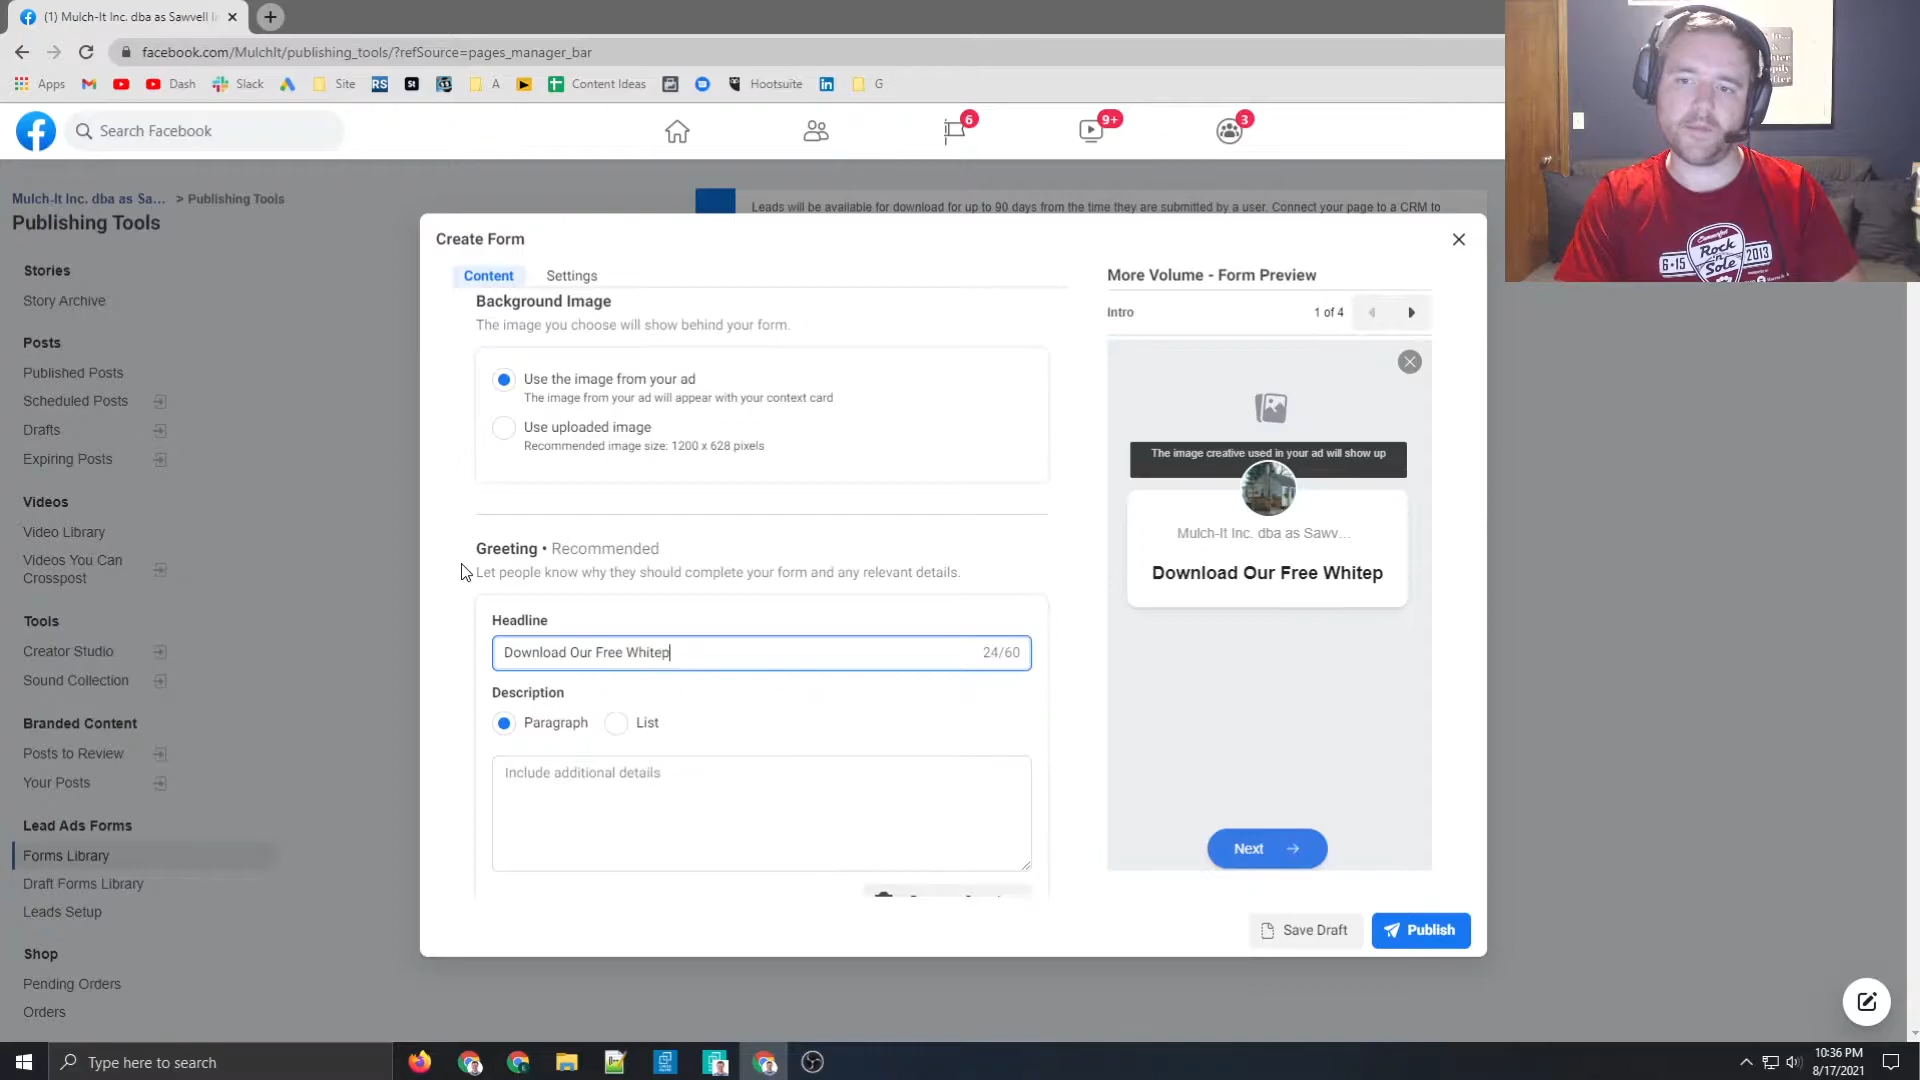 (1) Mulch-It Inc. dba as Sawvell I
facebook.com/MulchIt/publishing_tools/?refSource=pages_manager_bar
Apps
Dash
Slack
Site
RS
St
A
Content Ideas
Hootsuite
G
Search Facebook
6
9+
3
Mulch-It Inc. dba as Sa... > Publishing Tools
Publishing Tools
Stories
Story Archive
Posts
Published Posts
Scheduled Posts
Drafts
Expiring Posts
Videos
Video Library
Videos You Can
Crosspost
Tools
Creator Studio
Sound Collection
Branded Content
Posts to Review
Your Posts
Lead Ads Forms
Forms Library
Draft Forms Library
Leads Setup
Shop
Pending Orders
Orders
Leads will be available for download for up to 90 days from the time they are submitted by a user. Connect your page to a CRM to
Create Form
Content
Settings
Background Image
The image you choose will show behind your form.
Use the image from your ad
The image from your ad will appear with your context card
Use uploaded image
Recommended image size: 1200 x 628 pixels
Greeting • Recommended
Let people know why they should complete your form and any relevant details.
Headline
Download Our Free Whitep
24/60
Description
Paragraph
List
Include additional details
More Volume - Form Preview
Intro
1 of 4
The image creative used in your ad will show up
Mulch-It Inc. dba as Sawv...
Download Our Free Whitep
Next
Save Draft
Publish
Rock
'n'
Sole
6·15
2013
Type here to search
10:36 PM
8/17/2021